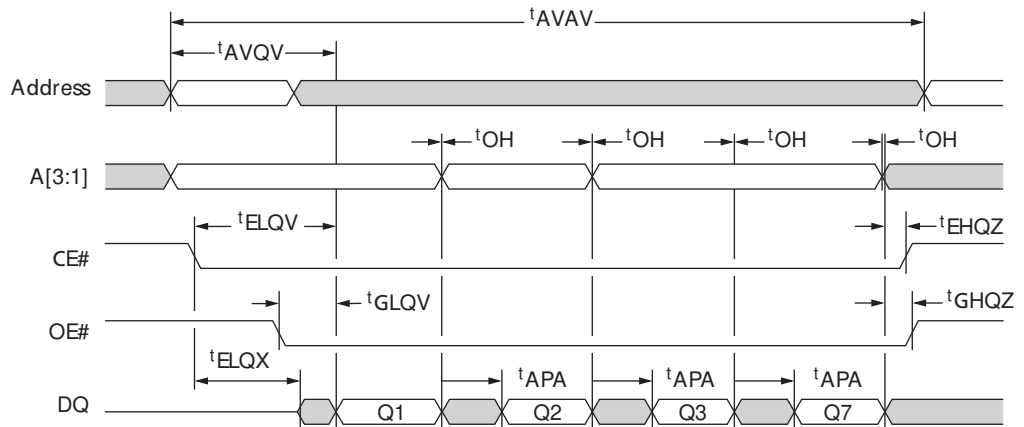 tAVAV
tAVQV
Address
tOH tOH tOH tOH
A[3:1]
tELQV tEHQZ
CE#
tGLQV tGHQZ
OE#
tELQX
tAPA tAPA tAPA
DQ Q1 Q2 Q3 Q7